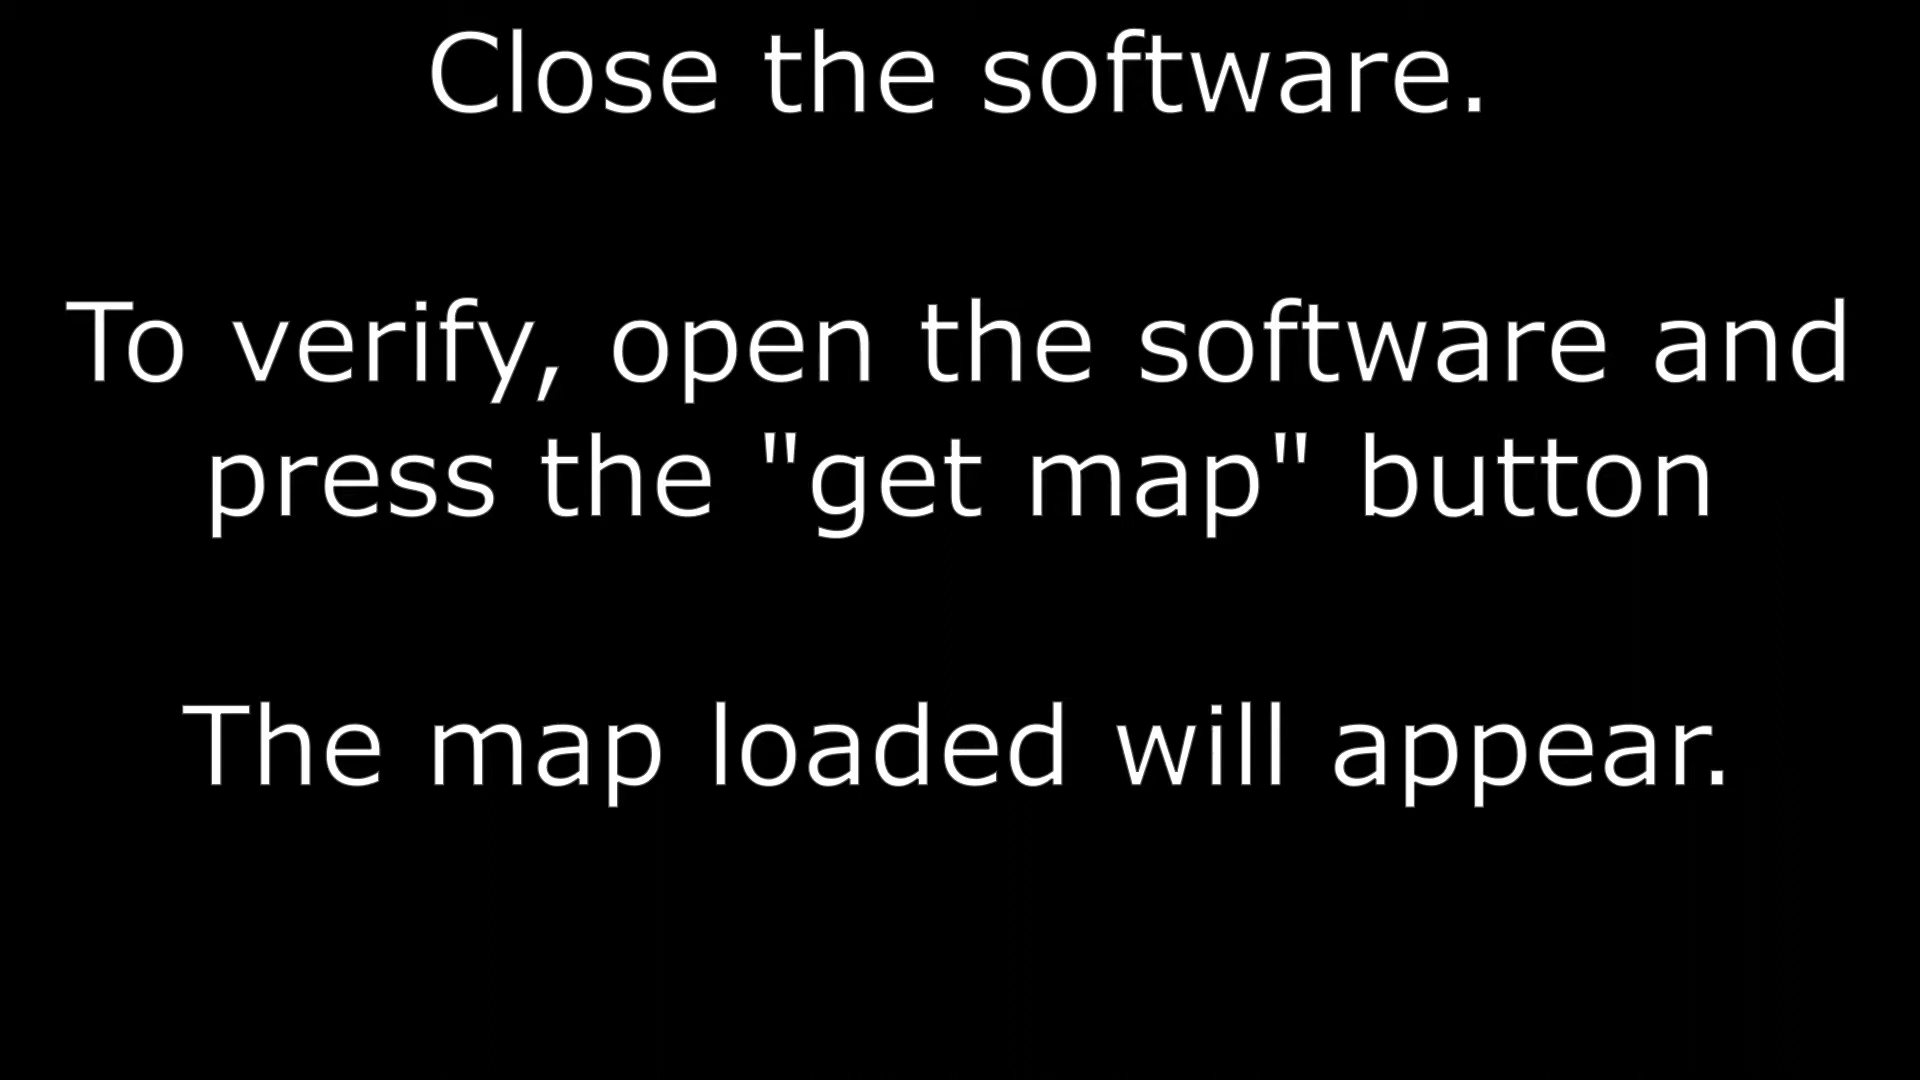 Close the software.
To verify, open the software and
press the "get map" button
The map loaded will appear.